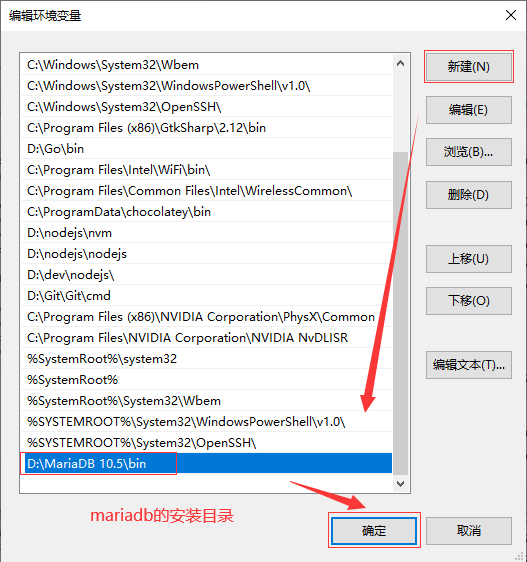 编辑环境变量
C:\Windows\System32\Wbem
C:\Windows\System32\WindowsPowerShell\v1.0\
C:\Windows\System32\OpenSSH\
C:\Program Files (x86)\GtkSharp\2.12\bin
D:\Go\bin
C:\Program Files\Intel\WiFi\bin\
C:\Program Files\Common Files\Intel\WirelessCommon\
C:\ProgramData\chocolatey\bin
D:\nodejs\nvm
D:\nodejs\nodejs
D:\dev\nodejs\
D:\Git\Git\cmd
C:\Program Files (x86)\NVIDIA Corporation\PhysX\Common
C:\Program Files\NVIDIA Corporation\NVIDIA NvDLISR
%SystemRoot%\system32
%SystemRoot%
%SystemRoot%\System32\Wbem
%SYSTEMROOT%\System32\WindowsPowerShell\v1.0\
%SYSTEMROOT%\System32\OpenSSH\
D:\MariaDB 10.5\bin
新建(N)
编辑(E)
浏览(B)...
删除(D)
上移(U)
下移(O)
编辑文本(T)...
mariadb的安装目录
确定
取消